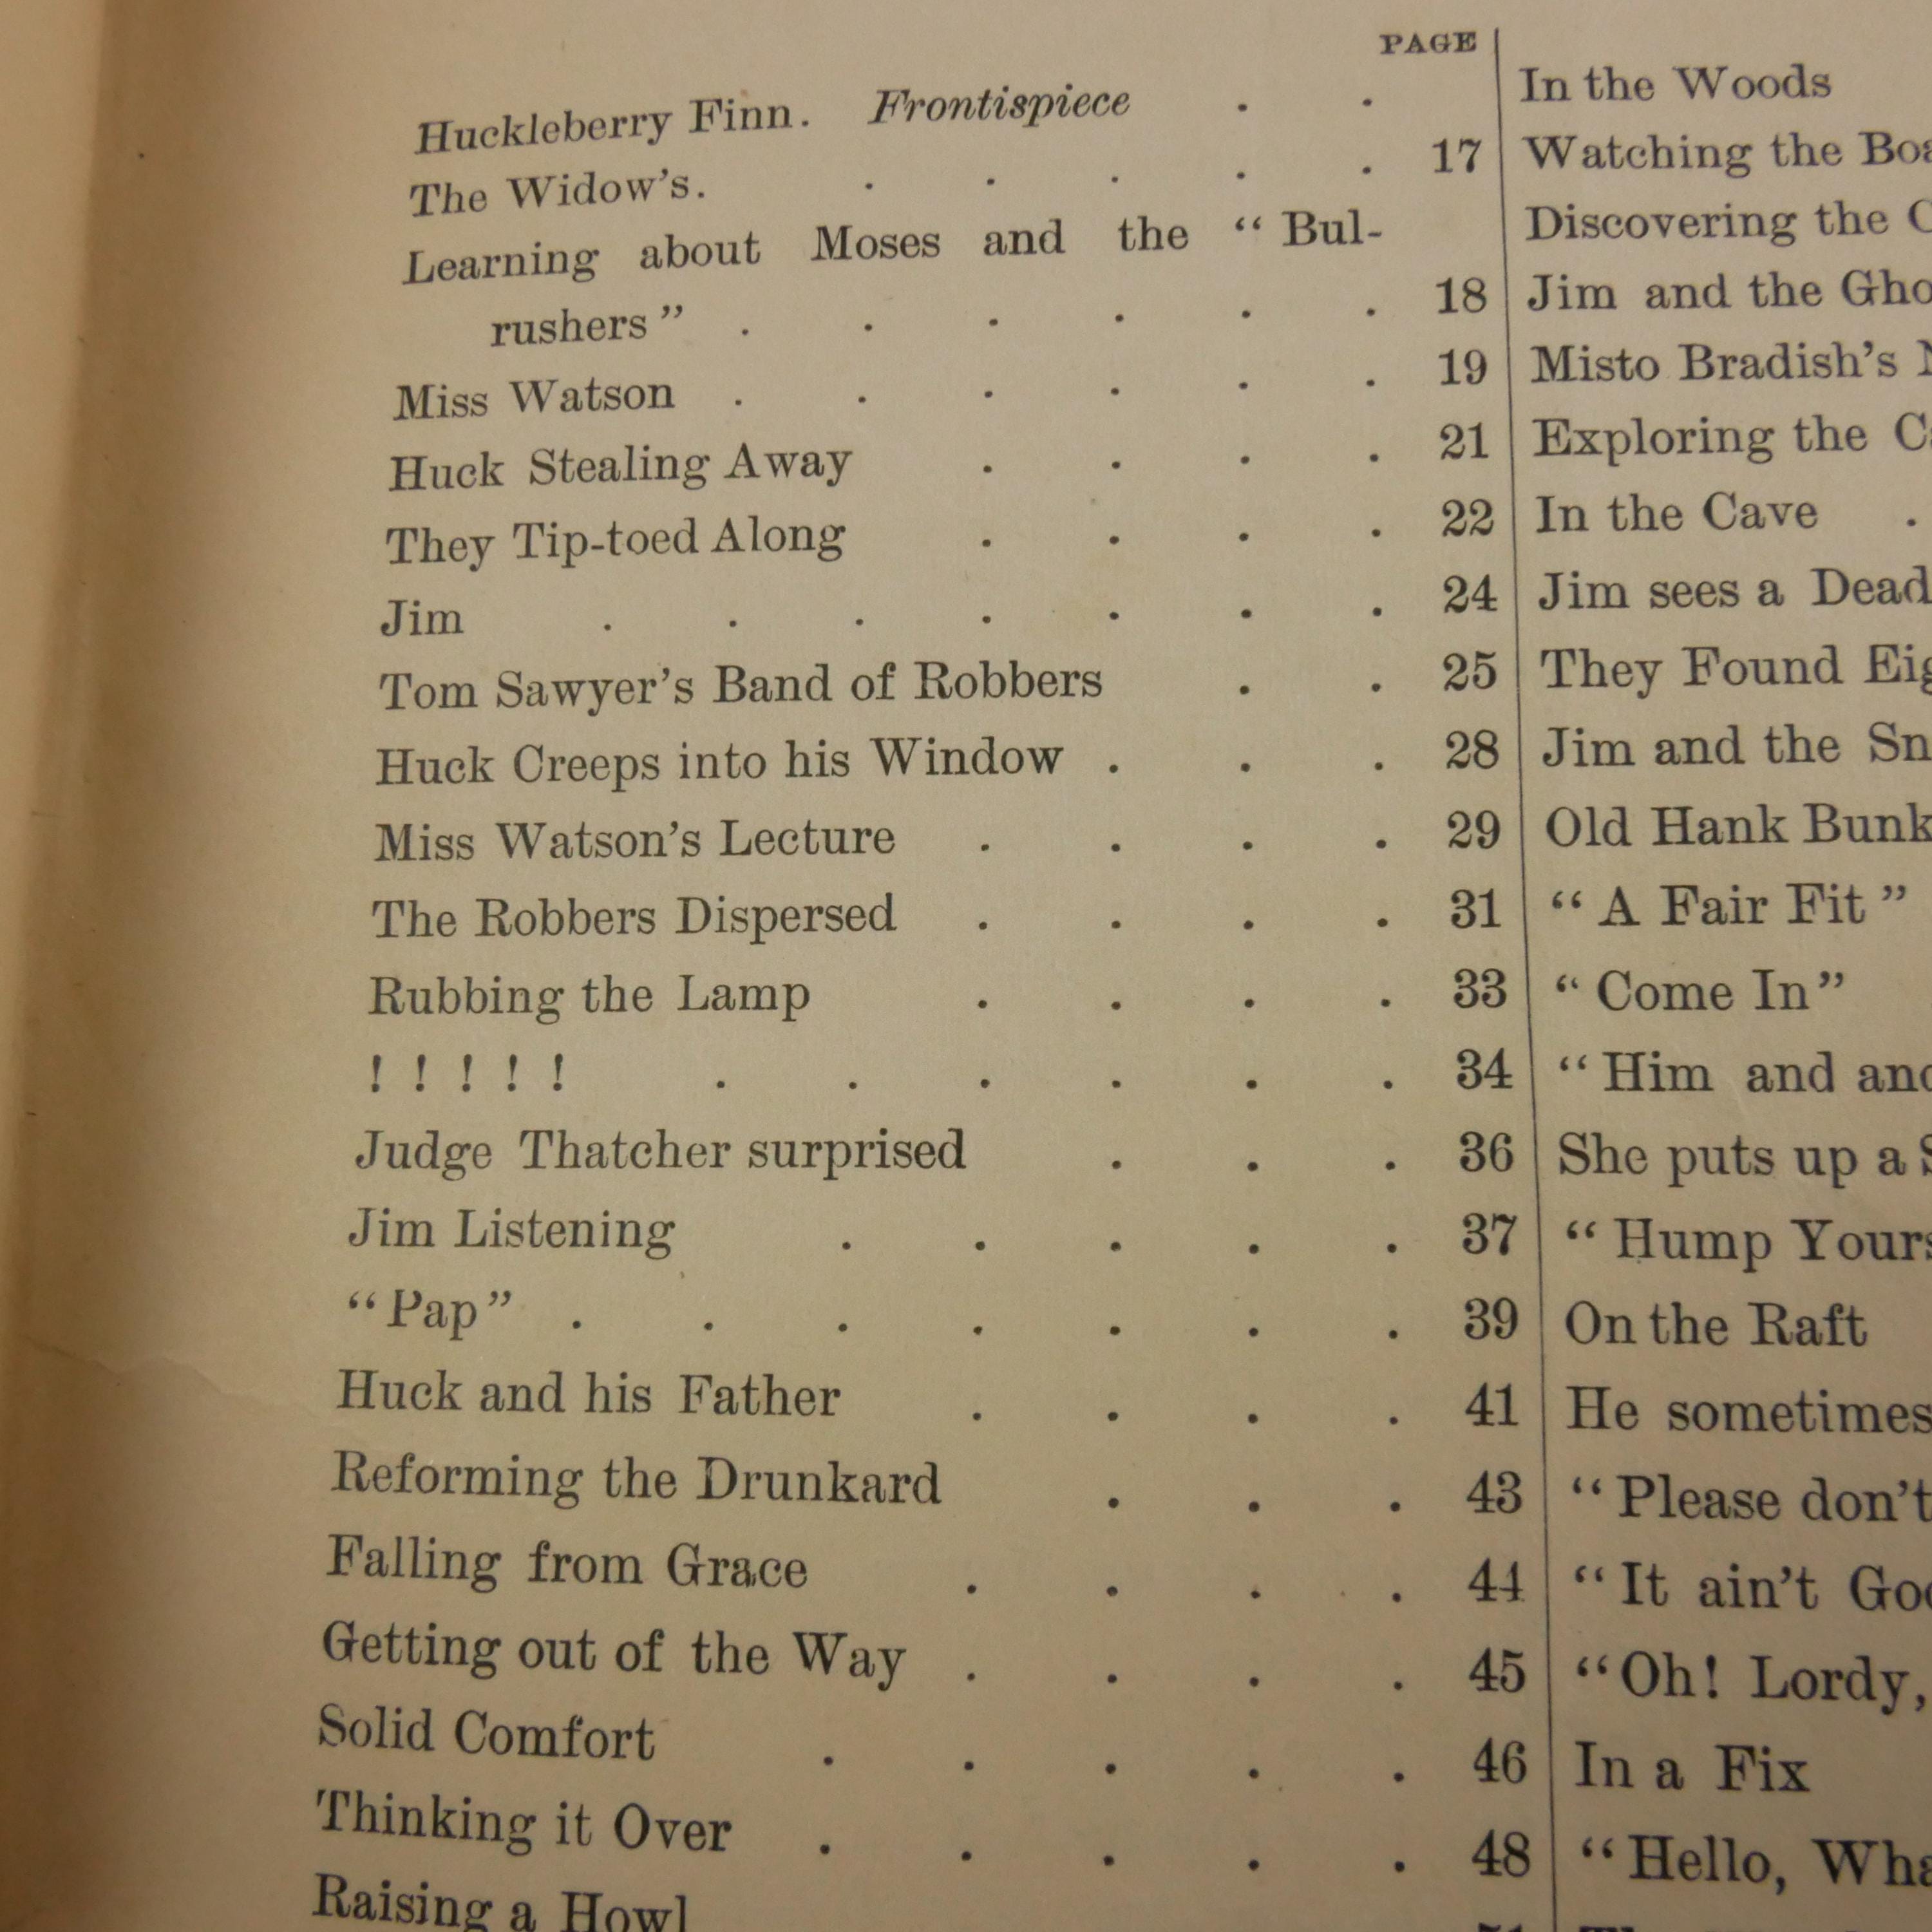 PAGE
Huckleberry Finn. Frontispiece . .
The Widow's. . . . . . 17
Learning about Moses and the "Bul-
rushers" . . . . . . 18
Miss Watson . . . . . . 19
Huck Stealing Away . . . . 21
They Tip-toed Along . . . . 22
Jim . . . . . . . 24
Tom Sawyer's Band of Robbers . . 25
Huck Creeps into his Window . . . 28
Miss Watson's Lecture . . . . 29
The Robbers Dispersed . . . . 31
Rubbing the Lamp . . . . 33
! ! ! ! ! . . . . . . 34
Judge Thatcher surprised . . . 36
Jim Listening . . . . . 37
"Pap" . . . . . . . 39
Huck and his Father . . . . 41
Reforming the Drunkard . . . 43
Falling from Grace . . . . 44
Getting out of the Way . . . . 45
Solid Comfort . . . . . 46
Thinking it Over . . . . . 48
Raising a Howl
In the Woods
Watching the
Discovering the
Jim and the
Misto Bradish's
Exploring the
In the Cave .
Jim sees a Dead
They Found
Jim and the
Old Hank
"A Fair Fit"
"Come In"
"Him and
She puts up a
"Hump
On the Raft
He sometimes
"Please don't
"It ain't
"Oh! Lordy,
In a Fix
"Hello,